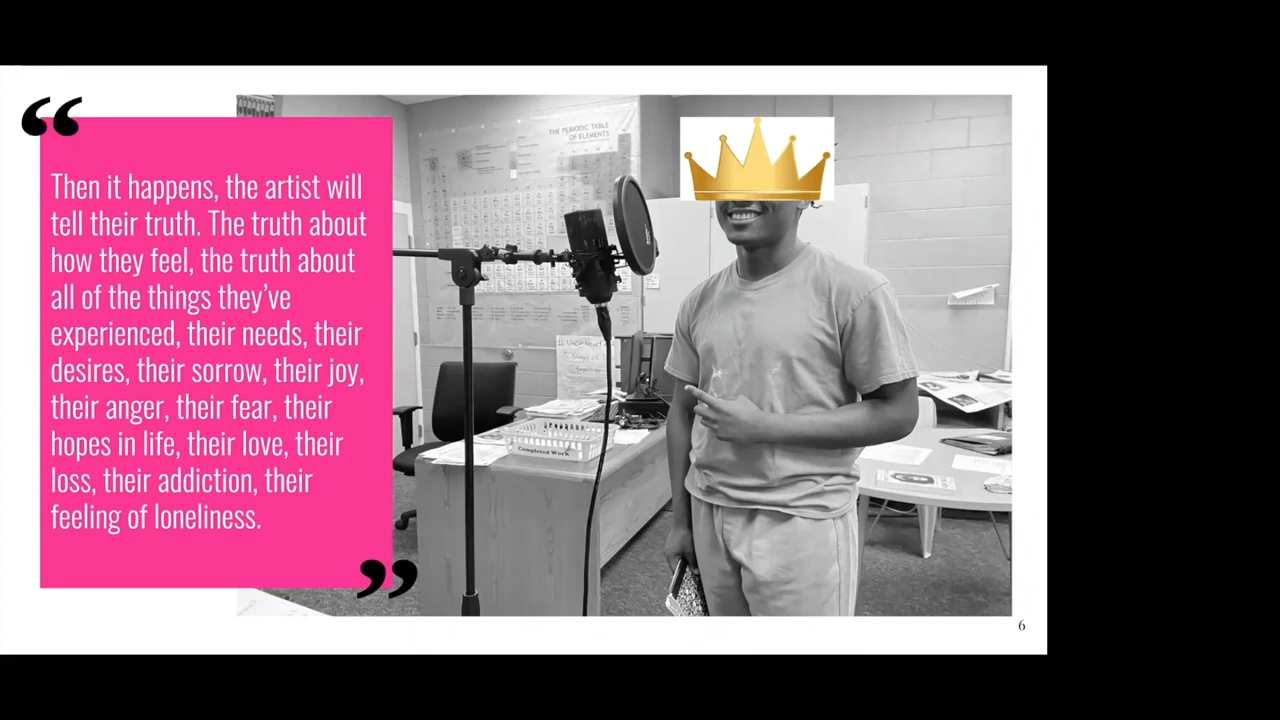 “
Then it happens, the artist will
tell their truth. The truth about
how they feel, the truth about
all of the things they’ve
experienced, their needs, their
desires, their sorrow, their joy,
their anger, their fear, their
hopes in life, their love, their
loss, their addiction, their
feeling of loneliness.
”
THE PERIODIC TABLE
OF ELEMENTS
Completed Work
6